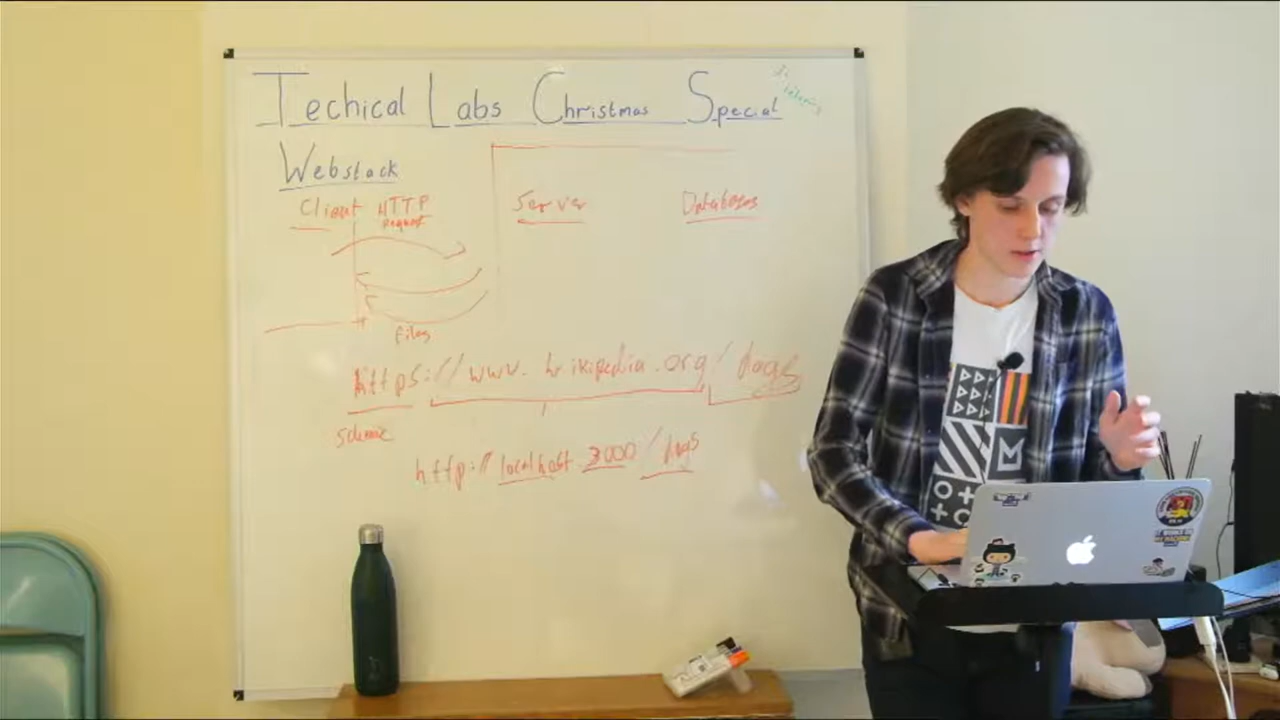 Techical Labs Christmas Special
Webstack
Client HTTP Server Databases
request
files
https://www.wikipedia.org/dogs
scheme
http://localhost:3000/dogs